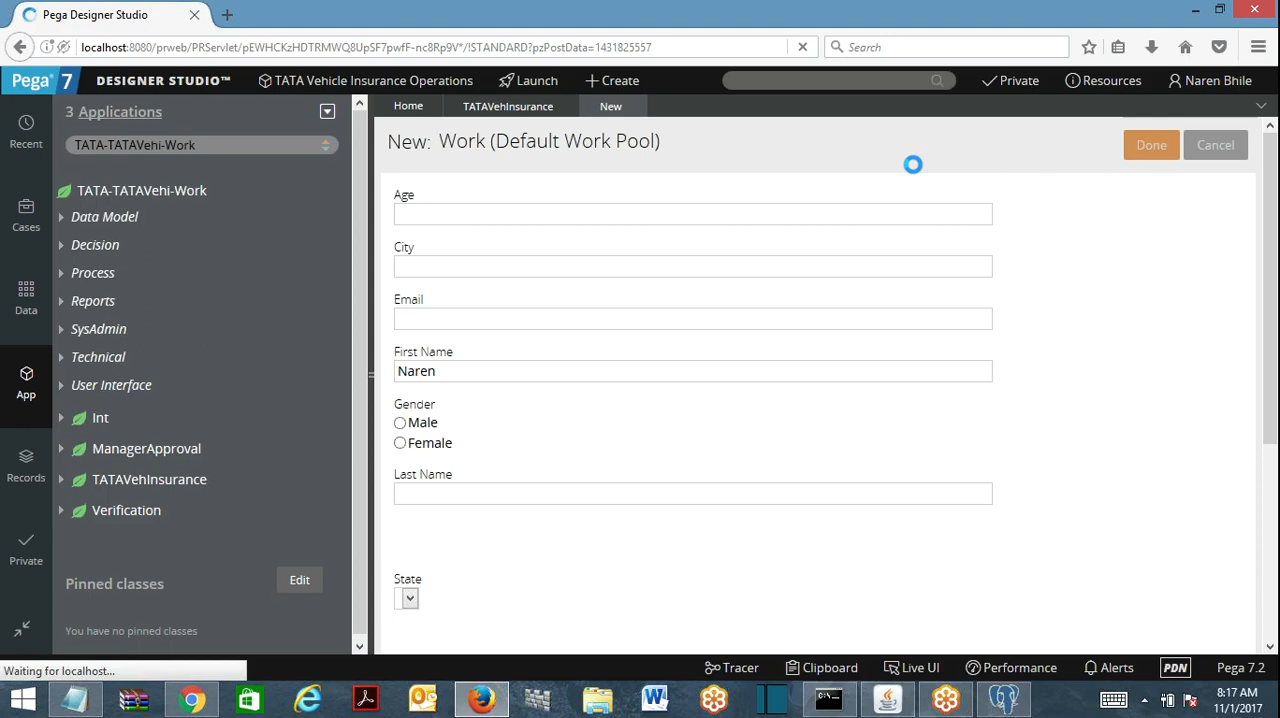 Pega Designer Studio
localhost:8080/prweb/PRServlet/pEWHCKzHDTRMWQ8UpSF7pwfF-nc8Rp9V*/!STANDARD?pzPostData=1431825557
Search
Pega 7 DESIGNER STUDIO™ TATA Vehicle Insurance Operations Launch Create Private Resources Naren Bhile
3 Applications
Home TATAVehInsurance New
TATA-TATAVehi-Work
New: Work (Default Work Pool)
Done Cancel
Recent
Cases
Data
App
Records
Private
TATA-TATAVehi-Work
Data Model
Decision
Process
Reports
SysAdmin
Technical
User Interface
Int
ManagerApproval
TATAVehInsurance
Verification
Pinned classes Edit
You have no pinned classes
Age
City
Email
First Name
Naren
Gender
Male
Female
Last Name
State
Waiting for localhost...
Tracer Clipboard Live UI Performance Alerts PDN Pega 7.2
8:17 AM
11/1/2017